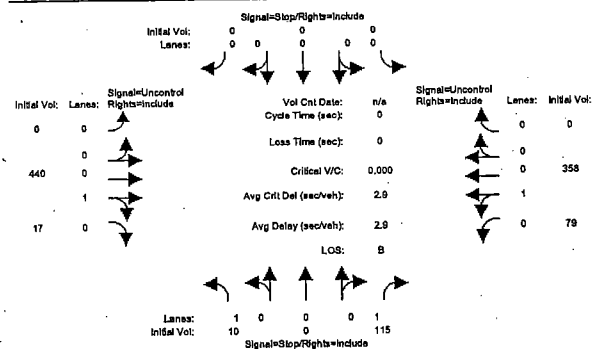 Signal=Stop/Rights=Include
Initial Vol: 0 0 0
Lanes: 0 0 0 0 0
Signal=Uncontrol
Rights=Include
Initial Vol: Lanes:
0 0
0
440 0
1
17 0
Vol Cnt Date: n/a
Cycle Time (sec): 0
Loss Time (sec): 0
Critical V/C: 0.000
Avg Crit Del (sec/veh): 2.9
Avg Delay (sec/veh): 2.9
LOS: B
Signal=Uncontrol
Rights=Include
Lanes: Initial Vol:
0 0
0
0 358
1
0 79
Lanes: 1 0 0 0 1
Initial Vol: 10 0 115
Signal=Stop/Rights=Include